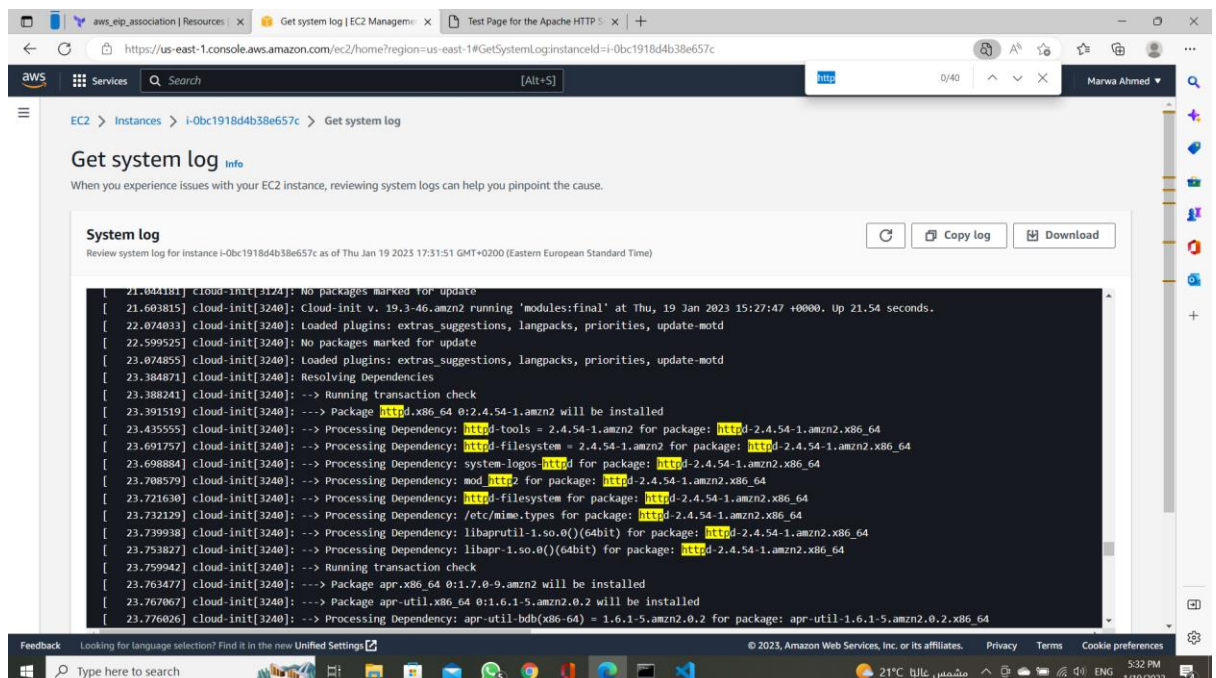 aws_eip_association | Resources
Get system log | EC2 Manageme
Test Page for the Apache HTTP S
https://us-east-1.console.aws.amazon.com/ec2/home?region=us-east-1#GetSystemLog:instanceId=i-0bc1918d4b38e657c
http
0/40
aws
Services
Search
[Alt+S]
Marwa Ahmed
EC2 > Instances > i-0bc1918d4b38e657c > Get system log
Get system log Info
When you experience issues with your EC2 instance, reviewing system logs can help you pinpoint the cause.
System log
Copy log
Download
Review system log for instance i-0bc1918d4b38e657c as of Thu Jan 19 2023 17:31:51 GMT+0200 (Eastern European Standard Time)
[ 21.044181] cloud-init[3124]: No packages marked for update
[ 21.603815] cloud-init[3240]: Cloud-init v. 19.3-46.amzn2 running 'modules:final' at Thu, 19 Jan 2023 15:27:47 +0000. Up 21.54 seconds.
[ 22.074033] cloud-init[3240]: Loaded plugins: extras_suggestions, langpacks, priorities, update-motd
[ 22.599525] cloud-init[3240]: No packages marked for update
[ 23.074855] cloud-init[3240]: Loaded plugins: extras_suggestions, langpacks, priorities, update-motd
[ 23.384871] cloud-init[3240]: Resolving Dependencies
[ 23.388241] cloud-init[3240]: --> Running transaction check
[ 23.391519] cloud-init[3240]: ---> Package httpd.x86_64 0:2.4.54-1.amzn2 will be installed
[ 23.435555] cloud-init[3240]: --> Processing Dependency: httpd-tools = 2.4.54-1.amzn2 for package: httpd-2.4.54-1.amzn2.x86_64
[ 23.691757] cloud-init[3240]: --> Processing Dependency: httpd-filesystem = 2.4.54-1.amzn2 for package: httpd-2.4.54-1.amzn2.x86_64
[ 23.698884] cloud-init[3240]: --> Processing Dependency: system-logos-httpd for package: httpd-2.4.54-1.amzn2.x86_64
[ 23.708579] cloud-init[3240]: --> Processing Dependency: mod_http2 for package: httpd-2.4.54-1.amzn2.x86_64
[ 23.721630] cloud-init[3240]: --> Processing Dependency: httpd-filesystem for package: httpd-2.4.54-1.amzn2.x86_64
[ 23.732129] cloud-init[3240]: --> Processing Dependency: /etc/mime.types for package: httpd-2.4.54-1.amzn2.x86_64
[ 23.739938] cloud-init[3240]: --> Processing Dependency: libaprutil-1.so.0()(64bit) for package: httpd-2.4.54-1.amzn2.x86_64
[ 23.753827] cloud-init[3240]: --> Processing Dependency: libapr-1.so.0()(64bit) for package: httpd-2.4.54-1.amzn2.x86_64
[ 23.759942] cloud-init[3240]: --> Running transaction check
[ 23.763477] cloud-init[3240]: ---> Package apr.x86_64 0:1.7.0-9.amzn2 will be installed
[ 23.767067] cloud-init[3240]: ---> Package apr-util.x86_64 0:1.6.1-5.amzn2.0.2 will be installed
[ 23.776026] cloud-init[3240]: --> Processing Dependency: apr-util-bdb(x86-64) = 1.6.1-5.amzn2.0.2 for package: apr-util-1.6.1-5.amzn2.0.2.x86_64
Feedback
Looking for language selection? Find it in the new Unified Settings
© 2023, Amazon Web Services, Inc. or its affiliates.
Privacy
Terms
Cookie preferences
Type here to search
21°C مشمس غالبا
ENG
5:32 PM
1/19/2023